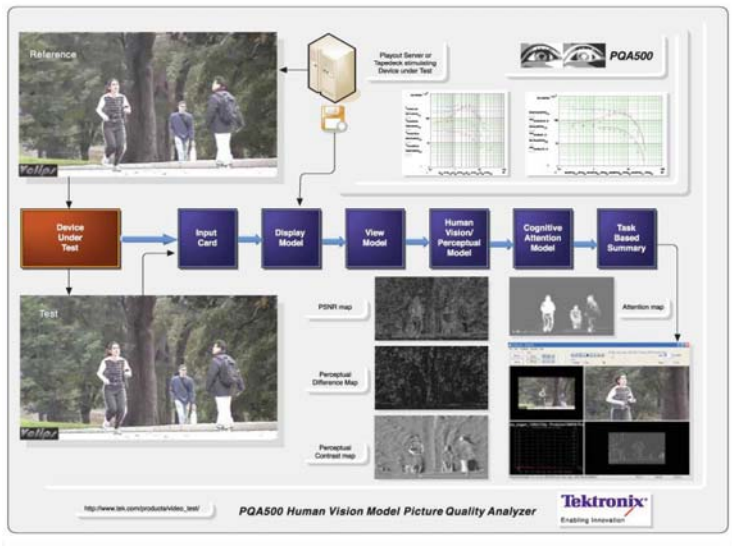 Reference
Vclips
Playout Server or
Tapedeck stimulating
Device under Test
PQA500
Device
Under
Test
Input
Card
Display
Model
View
Model
Human
Vision/
Perceptual
Model
Cognitive
Attention
Model
Task
Based
Summary
Test
Vclips
PSNR map
Attention map
Perceptual
Difference Map
Perceptual
Contrast map
http://www.tek.com/products/video_test/
PQA500 Human Vision Model Picture Quality Analyzer
Tektronix
Enabling Innovation